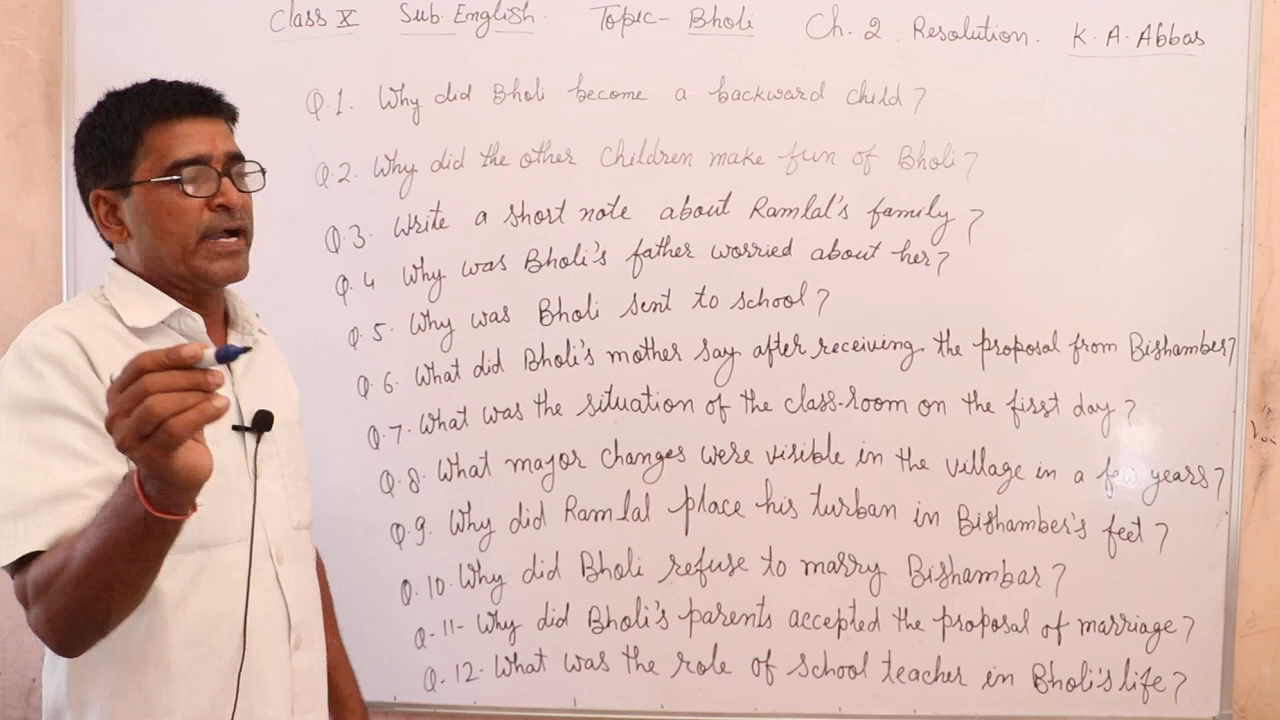 Class X Sub. English. Topic- Bholi Ch. 2 Resolution. K. A. Abbas
Q.1. Why did Bholi become a backward child?
Q.2. Why did the other children make fun of Bholi?
Q.3. Write a short note about Ramlal's family?
Q.4 Why was Bholi's father worried about her?
Q.5. Why was Bholi sent to school?
Q.6. What did Bholi's mother say after receiving the proposal from Bishamber?
Q.7. What was the situation of the class-room on the first day?
Q.8. What major changes were visible in the village in a few years?
Q.9. Why did Ramlal place his turban in Bishamber's feet?
Q.10. Why did Bholi refuse to marry Bishambar?
Q-11- Why did Bholi's parents accepted the proposal of marriage?
Q.12. What was the role of school teacher in Bholi's life?